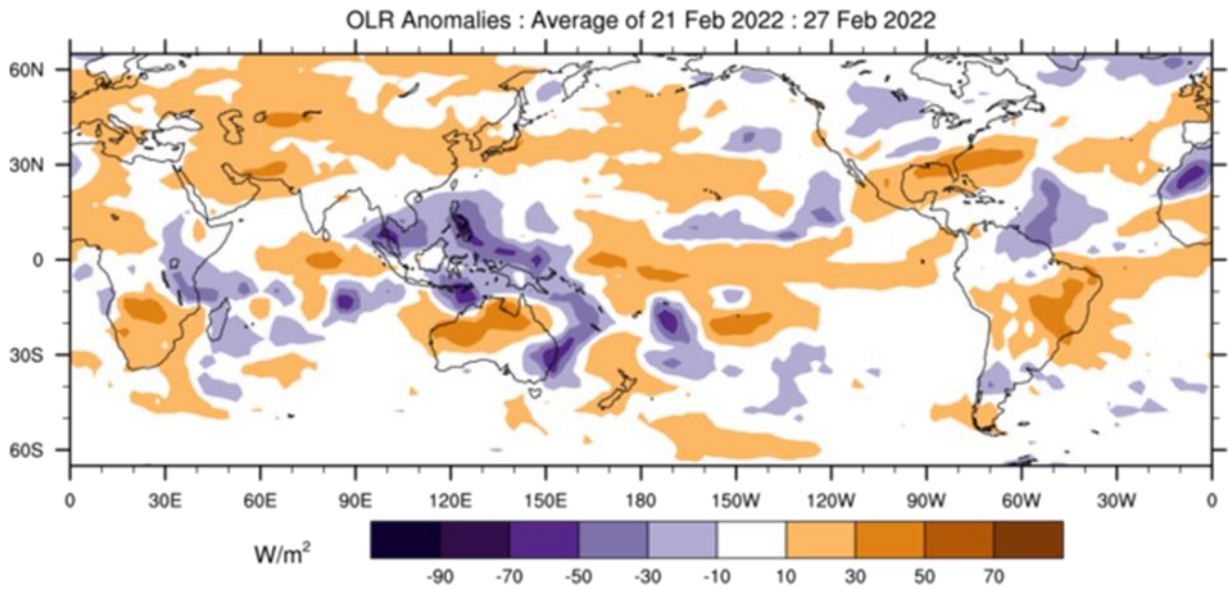 OLR Anomalies : Average of 21 Feb 2022 : 27 Feb 2022
60N
30N
0
30S
60S
0 30E 60E 90E 120E 150E 180 150W 120W 90W 60W 30W 0
W/m²
-90 -70 -50 -30 -10 10 30 50 70